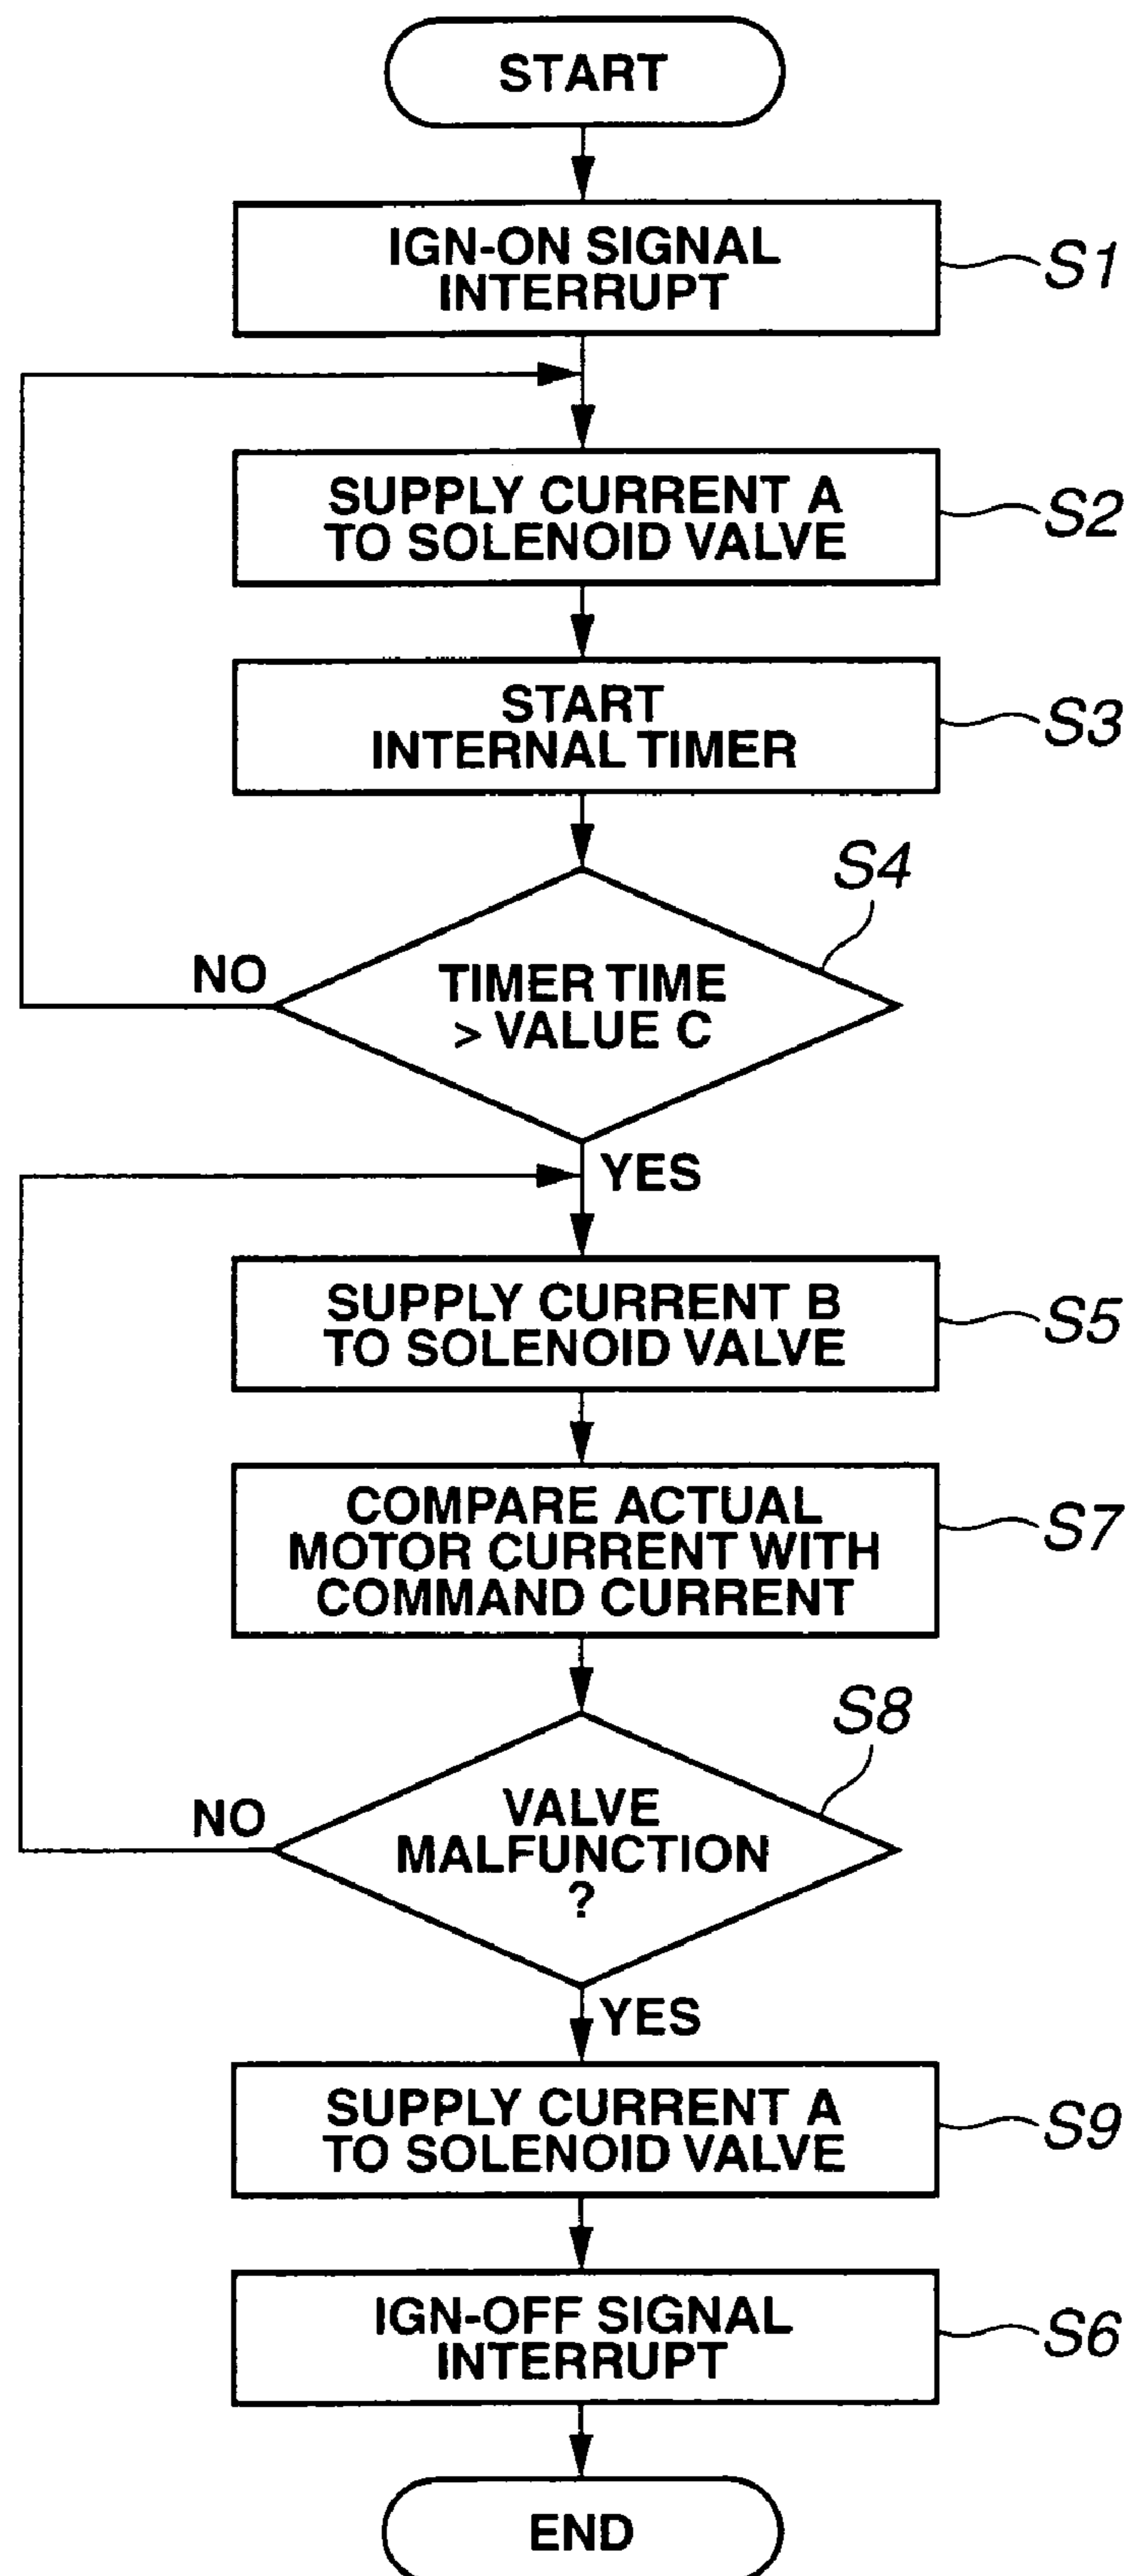 START
IGN-ON SIGNAL
INTERRUPT
S1
SUPPLY CURRENT A
TO SOLENOID VALVE
S2
START
INTERNAL TIMER
S3
S4
NO
TIMER TIME
> VALUE C
YES
SUPPLY CURRENT B
TO SOLENOID VALVE
S5
COMPARE ACTUAL
MOTOR CURRENT WITH
COMMAND CURRENT
S7
S8
NO
VALVE
MALFUNCTION
?
YES
SUPPLY CURRENT A
TO SOLENOID VALVE
S9
IGN-OFF SIGNAL
INTERRUPT
S6
END